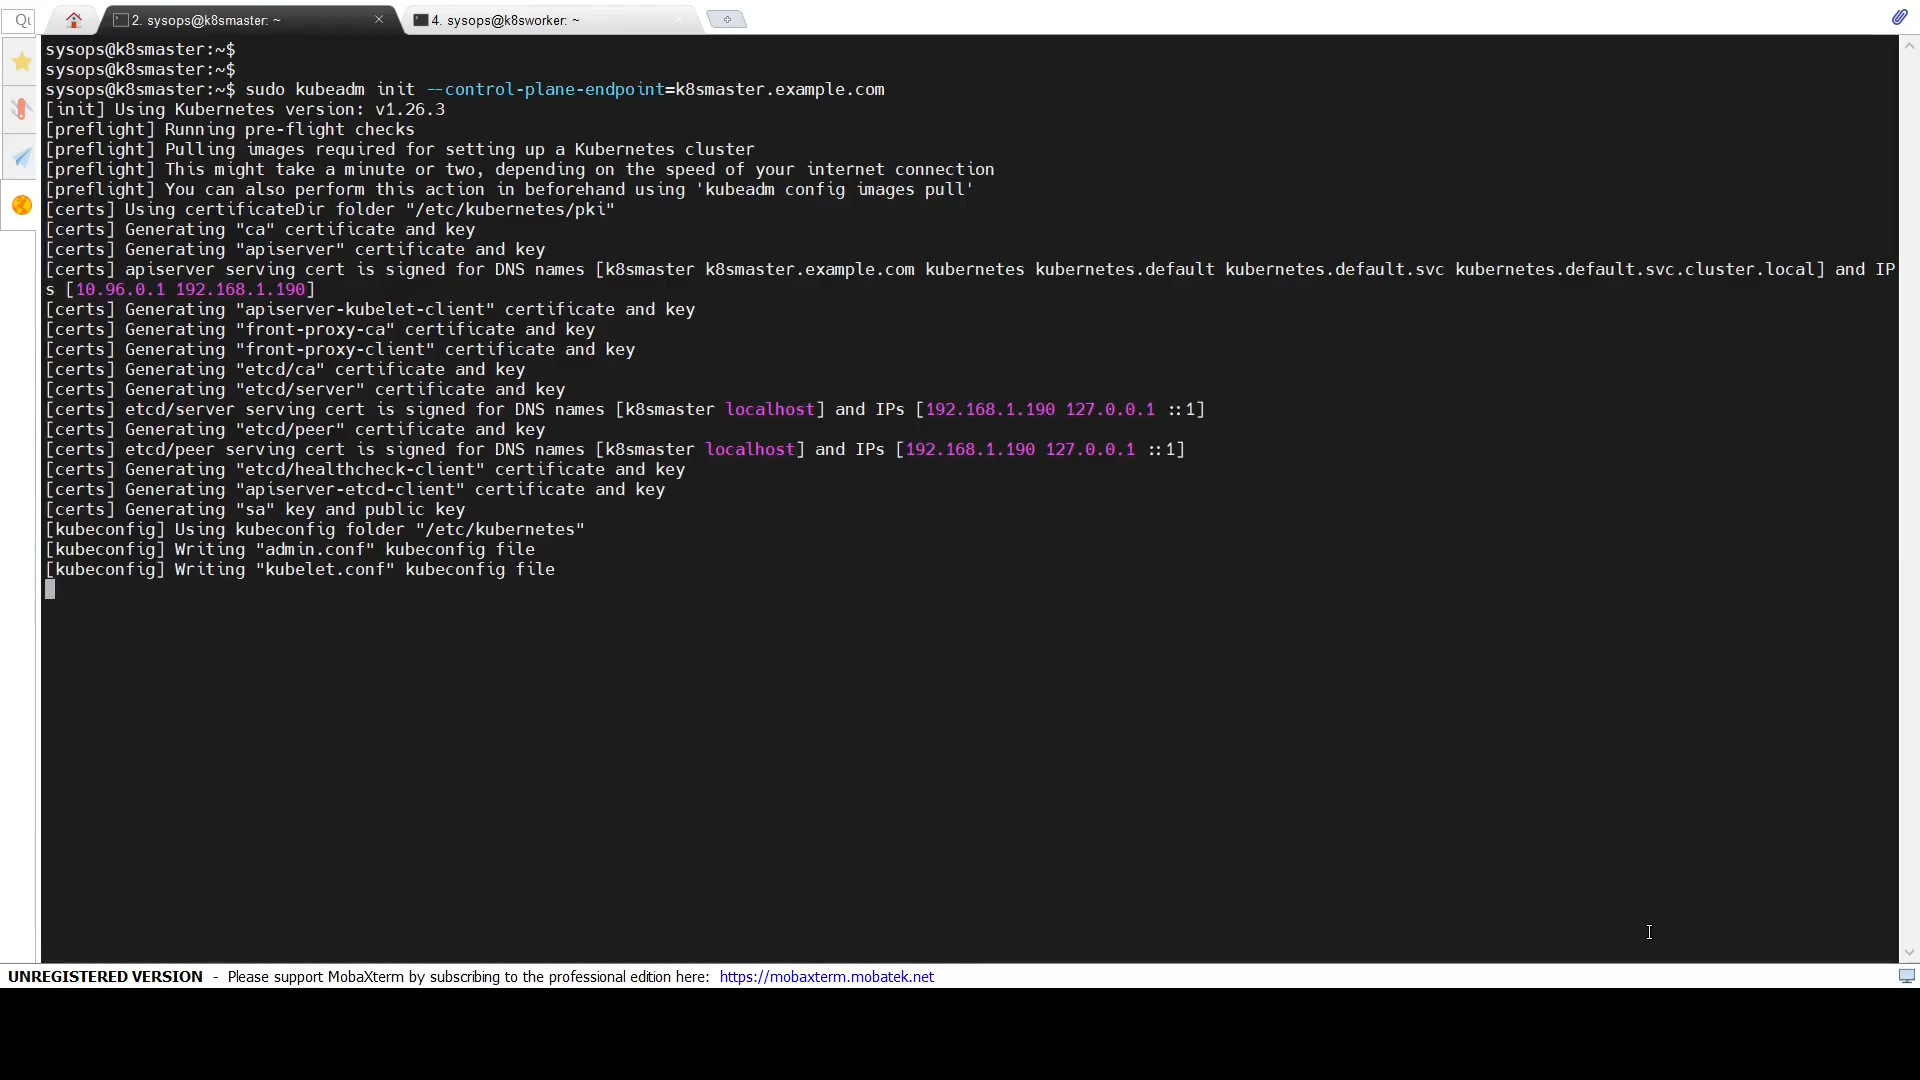 Qu
2. sysops@k8smaster: ~
4. sysops@k8sworker: ~
sysops@k8smaster:~$
sysops@k8smaster:~$
sysops@k8smaster:~$ sudo kubeadm init --control-plane-endpoint=k8smaster.example.com
[init] Using Kubernetes version: v1.26.3
[preflight] Running pre-flight checks
[preflight] Pulling images required for setting up a Kubernetes cluster
[preflight] This might take a minute or two, depending on the speed of your internet connection
[preflight] You can also perform this action in beforehand using 'kubeadm config images pull'
[certs] Using certificateDir folder "/etc/kubernetes/pki"
[certs] Generating "ca" certificate and key
[certs] Generating "apiserver" certificate and key
[certs] apiserver serving cert is signed for DNS names [k8smaster k8smaster.example.com kubernetes kubernetes.default kubernetes.default.svc kubernetes.default.svc.cluster.local] and IP
s [10.96.0.1 192.168.1.190]
[certs] Generating "apiserver-kubelet-client" certificate and key
[certs] Generating "front-proxy-ca" certificate and key
[certs] Generating "front-proxy-client" certificate and key
[certs] Generating "etcd/ca" certificate and key
[certs] Generating "etcd/server" certificate and key
[certs] etcd/server serving cert is signed for DNS names [k8smaster localhost] and IPs [192.168.1.190 127.0.0.1 ::1]
[certs] Generating "etcd/peer" certificate and key
[certs] etcd/peer serving cert is signed for DNS names [k8smaster localhost] and IPs [192.168.1.190 127.0.0.1 ::1]
[certs] Generating "etcd/healthcheck-client" certificate and key
[certs] Generating "apiserver-etcd-client" certificate and key
[certs] Generating "sa" key and public key
[kubeconfig] Using kubeconfig folder "/etc/kubernetes"
[kubeconfig] Writing "admin.conf" kubeconfig file
[kubeconfig] Writing "kubelet.conf" kubeconfig file
UNREGISTERED VERSION - Please support MobaXterm by subscribing to the professional edition here: https://mobaxterm.mobatek.net